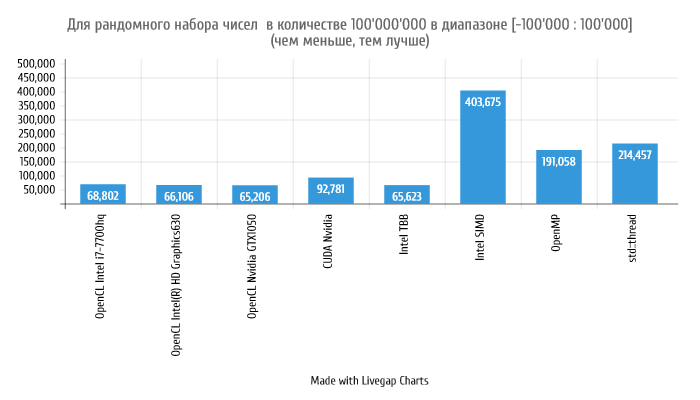 Для рандомного набора чисел в количестве 100'000'000 в диапазоне [-100'000 : 100'000]
(чем меньше, тем лучше)
500,000
450,000
400,000
350,000
300,000
250,000
200,000
150,000
100,000
50,000
68,802
66,106
65,206
92,781
65,623
403,675
191,058
214,457
OpenCL Intel i7-7700hq
OpenCL Intel(R) HD Graphics630
OpenCL Nvidia GTX1050
CUDA Nvidia
Intel TBB
Intel SIMD
OpenMP
std::thread
Made with Livegap Charts